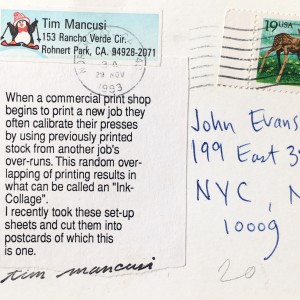 Tim Mancusi
153 Rancho Verde Cir.
Rohnert Park, CA. 94928-2071
29 NOV
1993
19USA
When a commercial print shop
begins to print a new job they
often calibrate their presses
by using previously printed
stock from another job's
over-runs. This random over-
lapping of printing results in
what can be called an "Ink-
Collage".
I recently took these set-up
sheets and cut them into
postcards of which this
is one.
tim mancusi
John Evans
199 East 3
NYC, N
10009
20